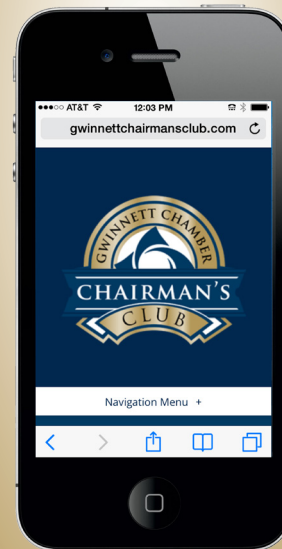 AT&T 12:03 PM
gwinnettchairmansclub.com
GWINNETT CHAMBER
CHAIRMAN'S
CLUB
Navigation Menu +